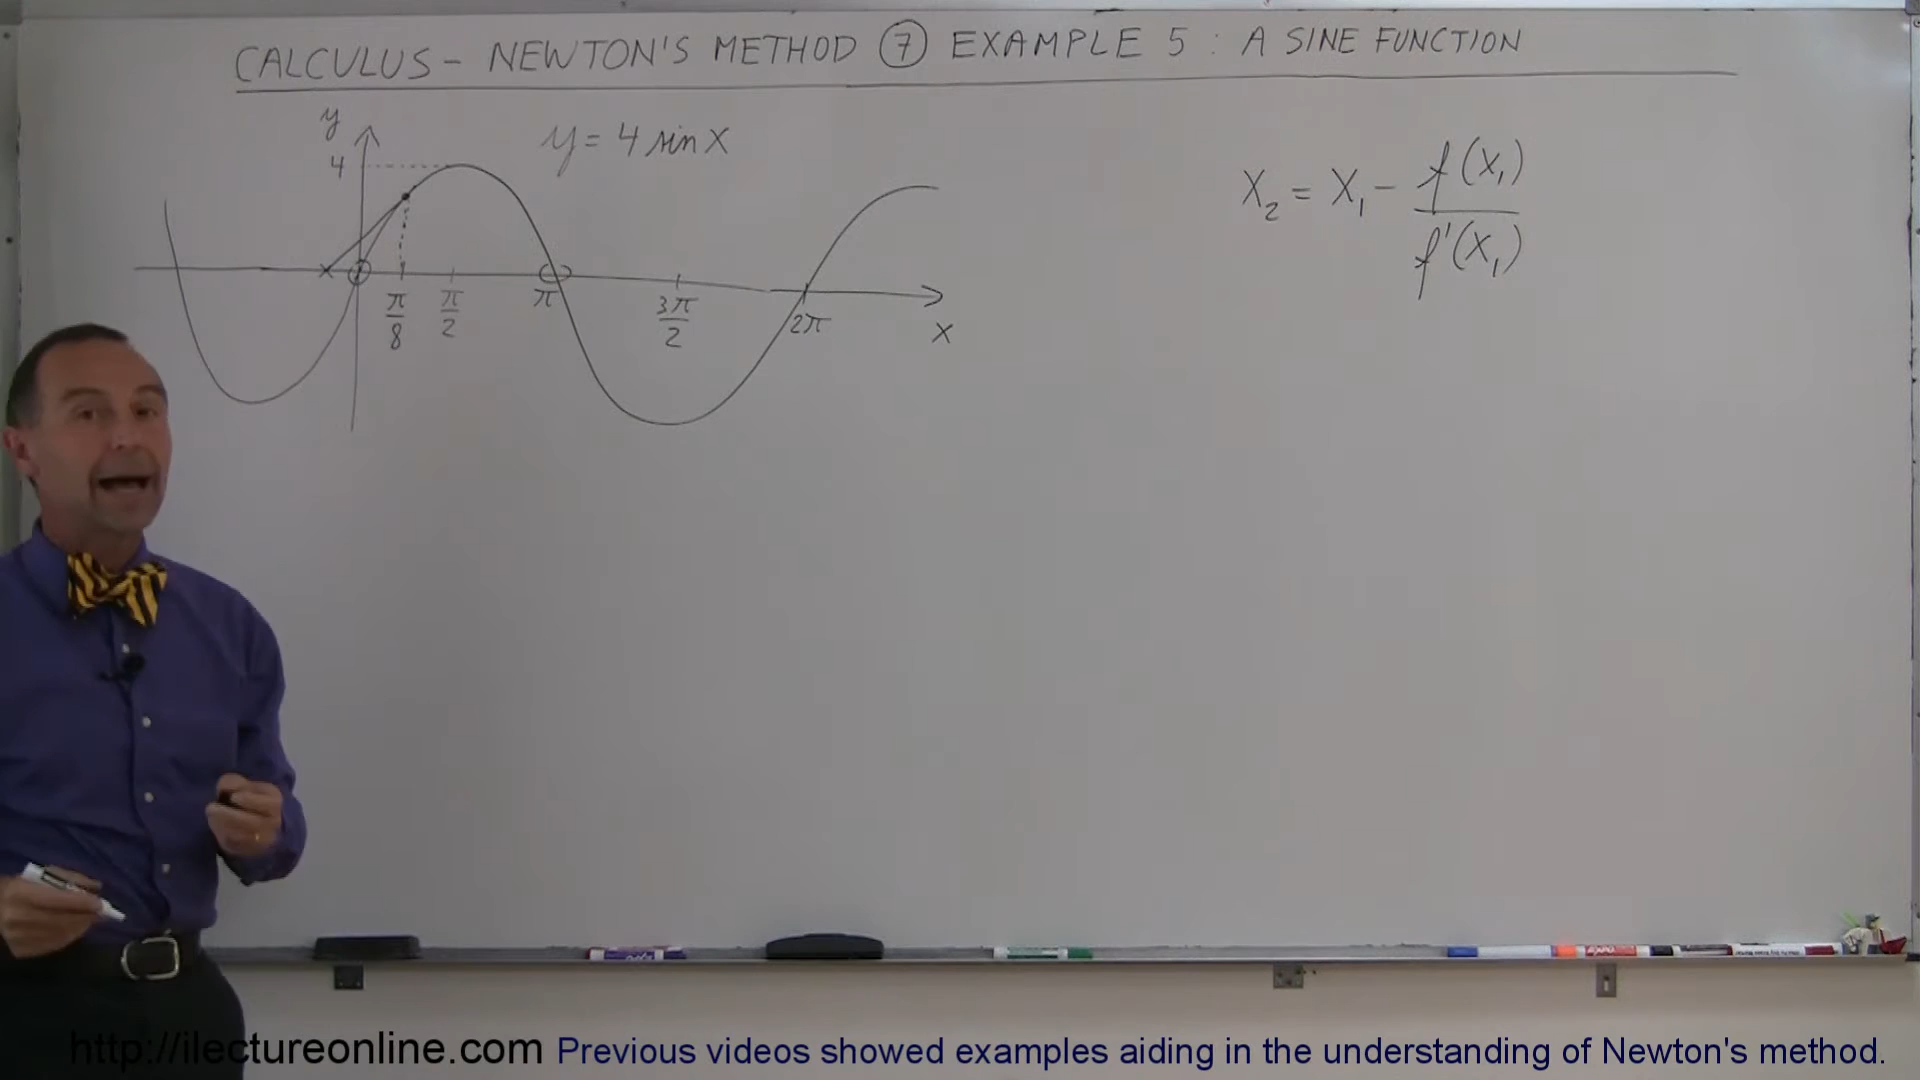 CALCULUS - NEWTON'S METHOD ⑦ EXAMPLE 5 : A SINE FUNCTION
y
4
y = 4 sin x
X₂ = X₁ - f(X₁) / f'(X₁)
π/8 π/2 π 3π/2 2π
x
http://ilectureonline.com Previous videos showed examples aiding in the understanding of Newton's method.